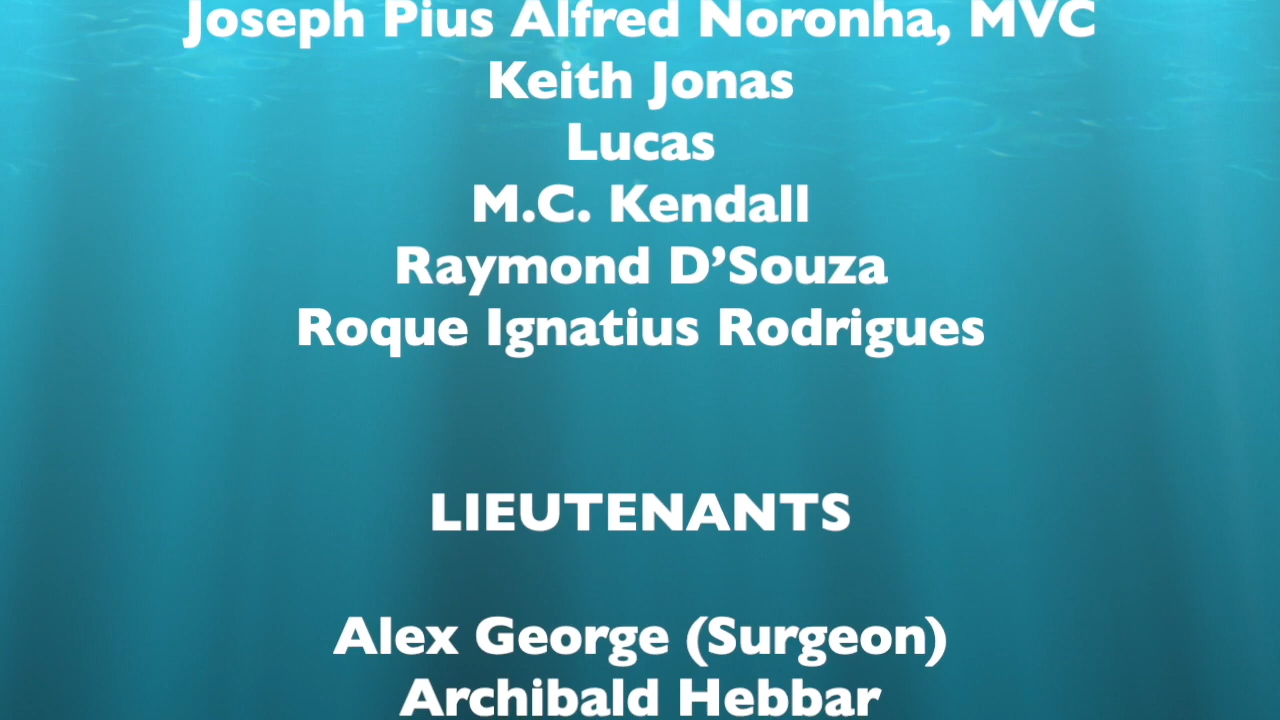 Joseph Pius Alfred Noronha, MVC
Keith Jonas
Lucas
M.C. Kendall
Raymond D’Souza
Roque Ignatius Rodrigues
LIEUTENANTS
Alex George (Surgeon)
Archibald Hebbar